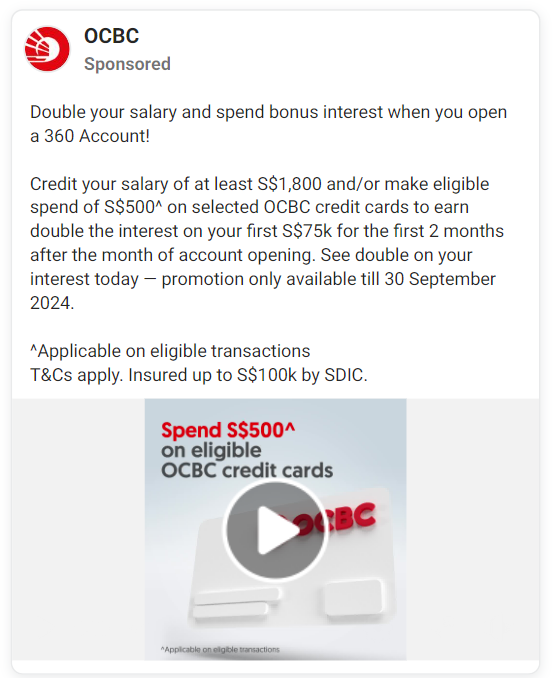 OCBC
Sponsored
Double your salary and spend bonus interest when you open
a 360 Account!
Credit your salary of at least S$1,800 and/or make eligible
spend of S$500^ on selected OCBC credit cards to earn
double the interest on your first S$75k for the first 2 months
after the month of account opening. See double on your
interest today — promotion only available till 30 September
2024.
^Applicable on eligible transactions
T&Cs apply. Insured up to S$100k by SDIC.
Spend S$500^
on eligible
OCBC credit cards
OCBC
^Applicable on eligible transactions